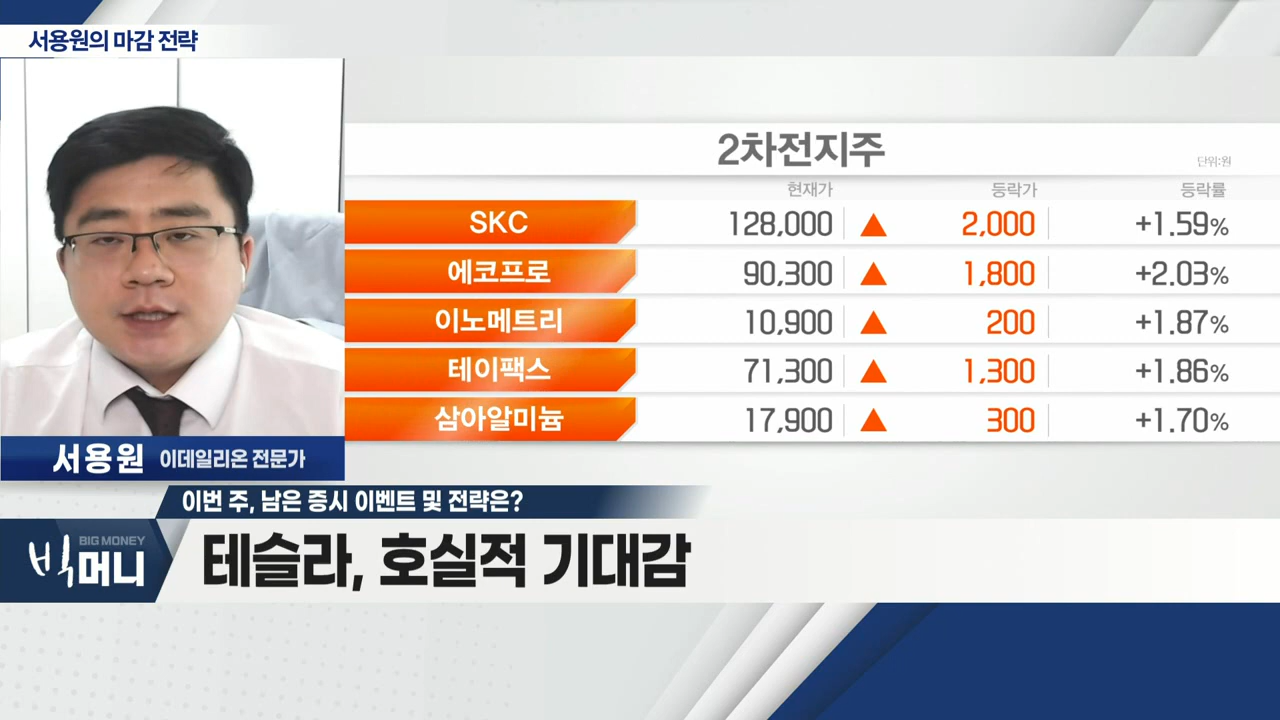 서용원의 마감 전략
2차전지주
단위:원
현재가 등락가 등락률
SKC 128,000 ▲ 2,000 +1.59%
에코프로 90,300 ▲ 1,800 +2.03%
이노메트리 10,900 ▲ 200 +1.87%
테이팩스 71,300 ▲ 1,300 +1.86%
삼아알미늄 17,900 ▲ 300 +1.70%
서용원 이데일리온 전문가
이번 주, 남은 증시 이벤트 및 전략은?
BIG MONEY
빅머니
테슬라, 호실적 기대감